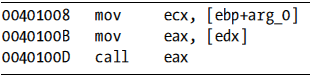 00401008 mov ecx, [ebp+arg_0]
0040100B mov eax, [edx]
0040100D call eax